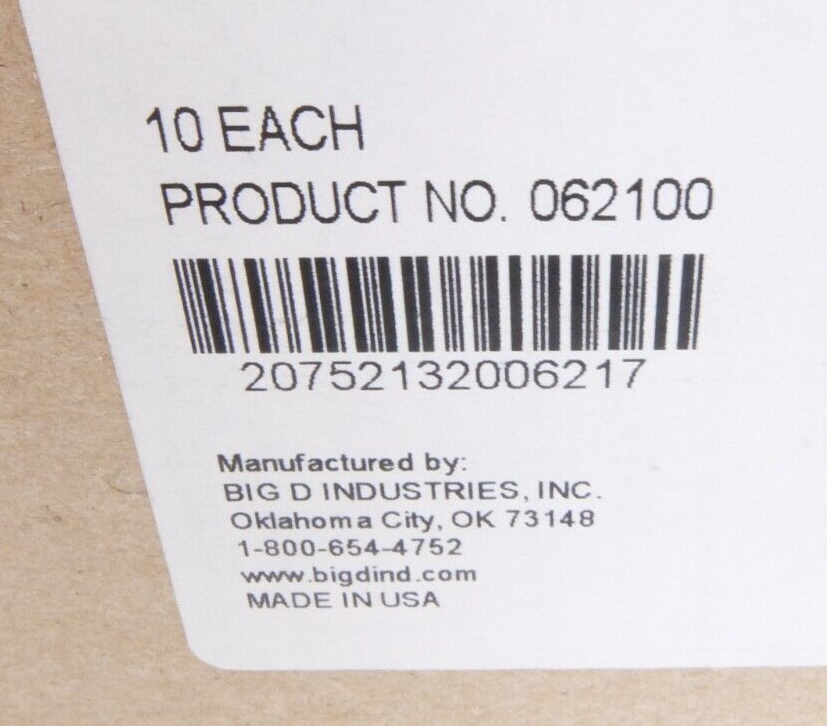 10 EACH
PRODUCT NO. 062100
20752132006217
Manufactured by:
BIG D INDUSTRIES, INC.
Oklahoma City, OK 73148
1-800-654-4752
www.bigdind.com
MADE IN USA